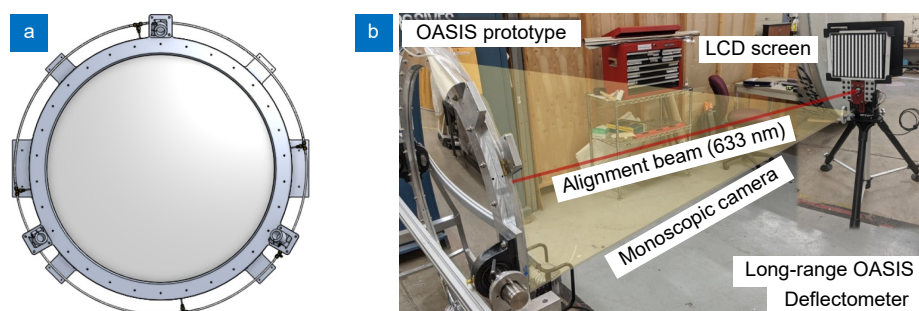 a
b
OASIS prototype
LCD screen
Alignment beam (633 nm)
Monoscopic camera
Long-range OASIS
Deflectometer